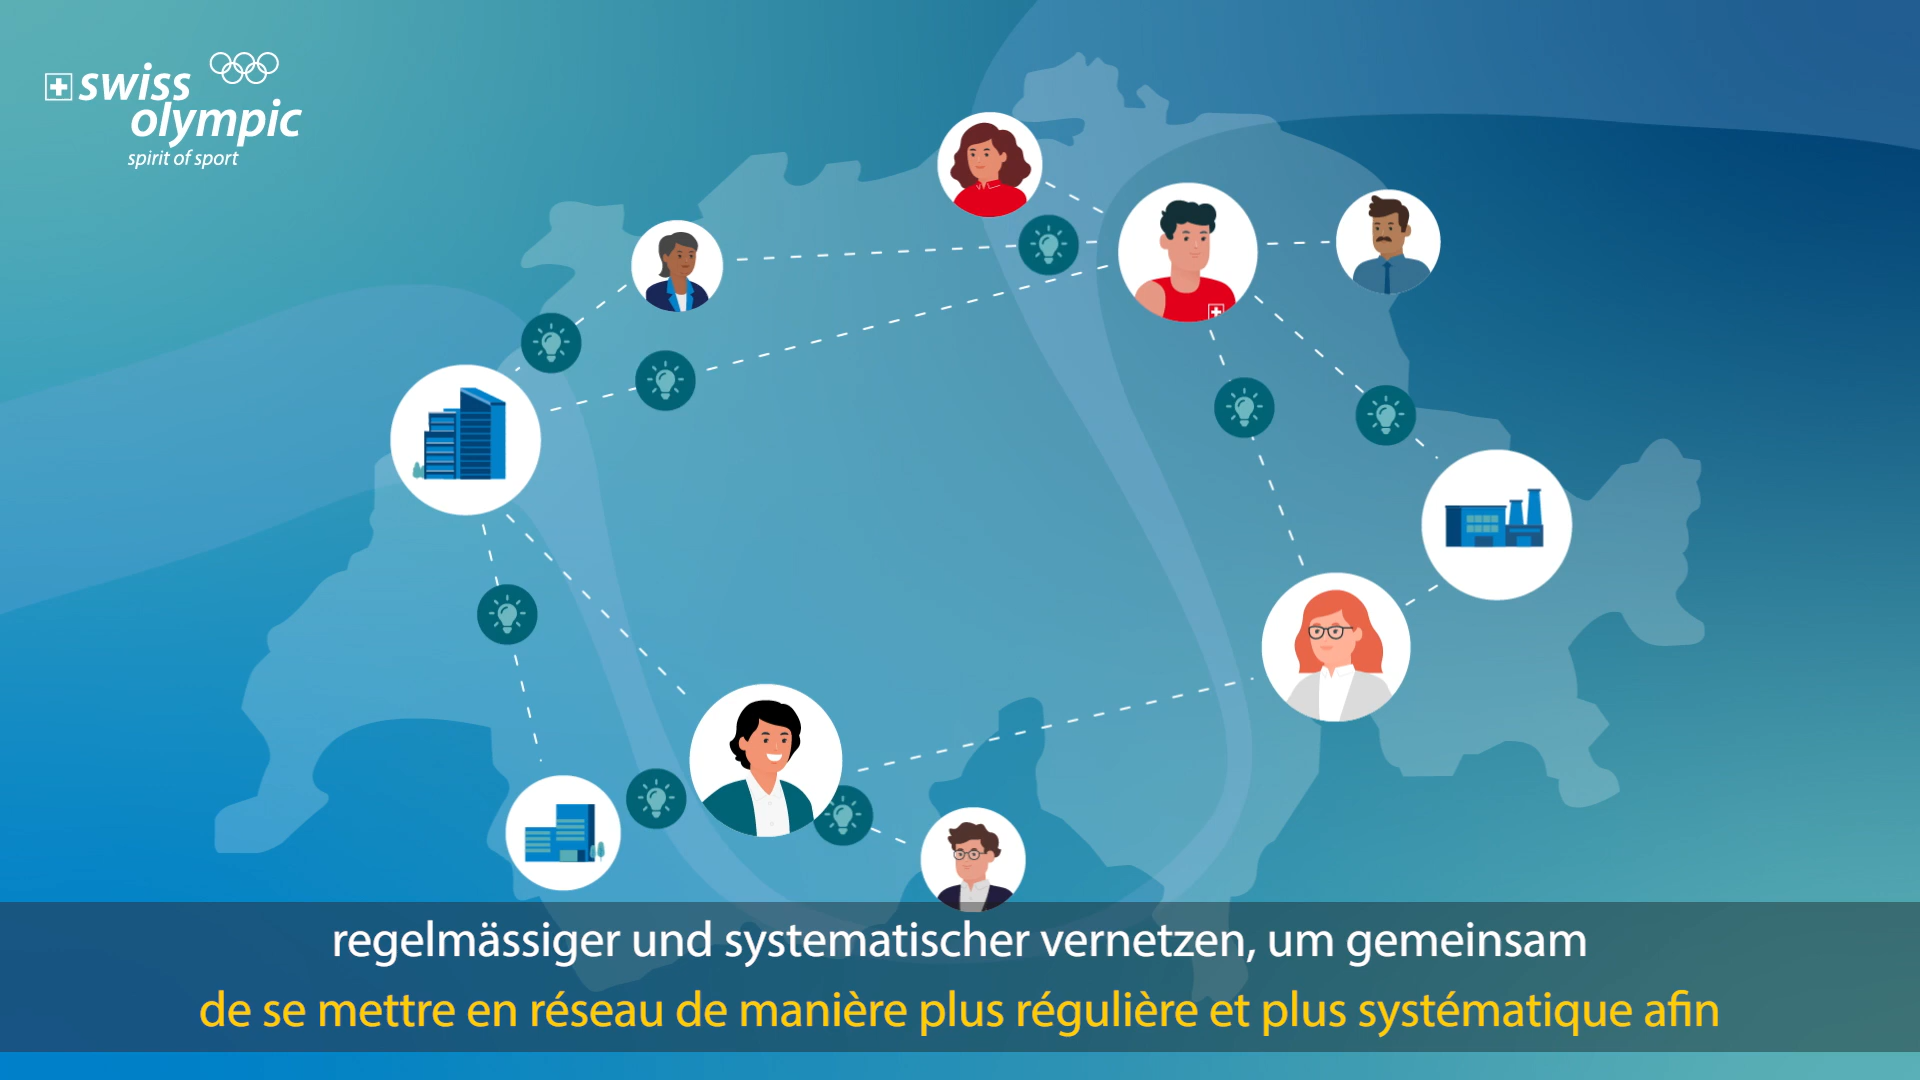 swiss
olympic
spirit of sport
regelmässiger und systematischer vernetzen, um gemeinsam
de se mettre en réseau de manière plus régulière et plus systématique afin